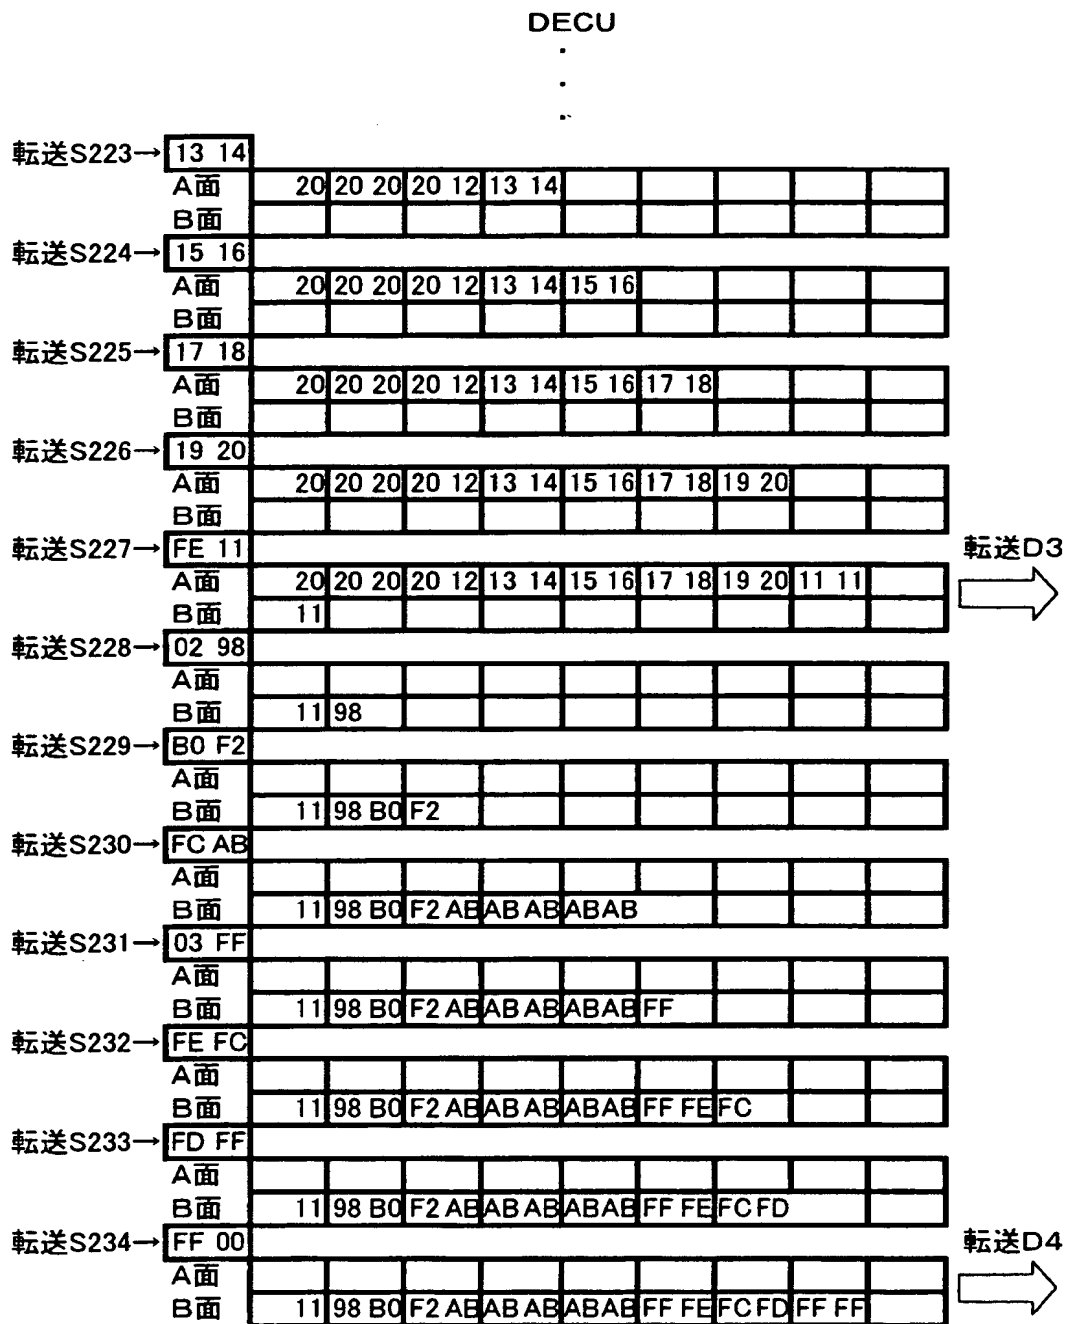 DECU
転送S223→ 13 14
A面 20 20 20 20 12 13 14
B面
転送S224→ 15 16
A面 20 20 20 20 12 13 14 15 16
B面
転送S225→ 17 18
A面 20 20 20 20 12 13 14 15 16 17 18
B面
転送S226→ 19 20
A面 20 20 20 20 12 13 14 15 16 17 18 19 20
B面
転送S227→ FE 11 転送D3
A面 20 20 20 20 12 13 14 15 16 17 18 19 20 11 11
B面 11
転送S228→ 02 98
A面
B面 11 98
転送S229→ B0 F2
A面
B面 11 98 B0 F2
転送S230→ FC AB
A面
B面 11 98 B0 F2 AB AB AB AB AB
転送S231→ 03 FF
A面
B面 11 98 B0 F2 AB AB AB AB AB FF
転送S232→ FE FC
A面
B面 11 98 B0 F2 AB AB AB AB AB FF FE FC
転送S233→ FD FF
A面
B面 11 98 B0 F2 AB AB AB AB AB FF FE FC FD
転送S234→ FF 00 転送D4
A面
B面 11 98 B0 F2 AB AB AB AB AB FF FE FC FD FF FF